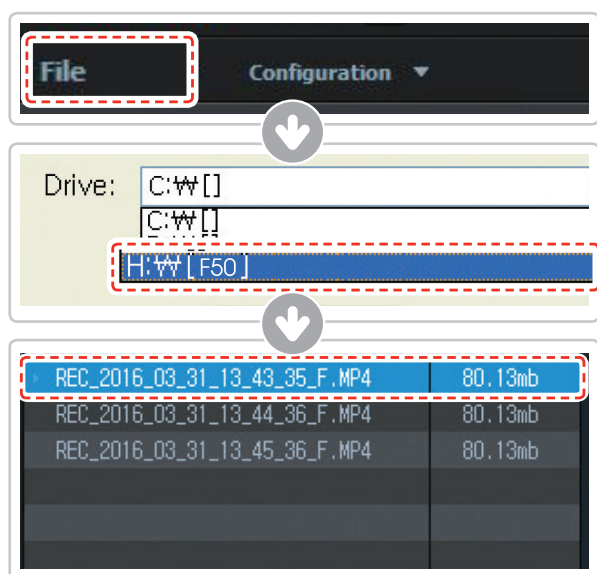 File Configuration ▼
Drive: C:₩[]
C:₩[]
H:₩[F50]
REC_2016_03_31_13_43_35_F.MP4 80.13mb
REC_2016_03_31_13_44_36_F.MP4 80.13mb
REC_2016_03_31_13_45_36_F.MP4 80.13mb